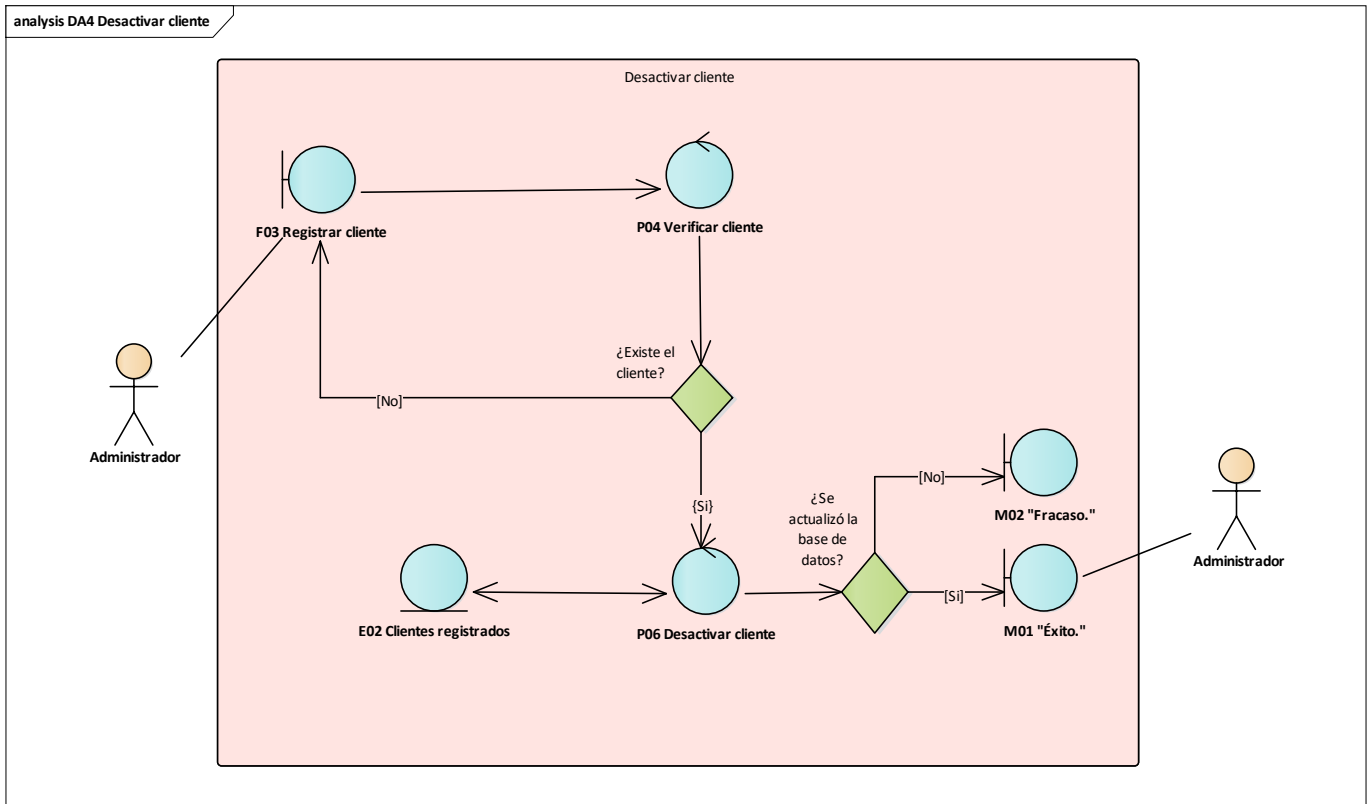 analysis DA4 Desactivar cliente
Desactivar cliente
F03 Registrar cliente
P04 Verificar cliente
¿Existe el
cliente?
[No]
Administrador
{Si}
¿Se
actualizó la
base de
datos?
[No]
M02 "Fracaso."
Administrador
E02 Clientes registrados
P06 Desactivar cliente
[Si]
M01 "Éxito."